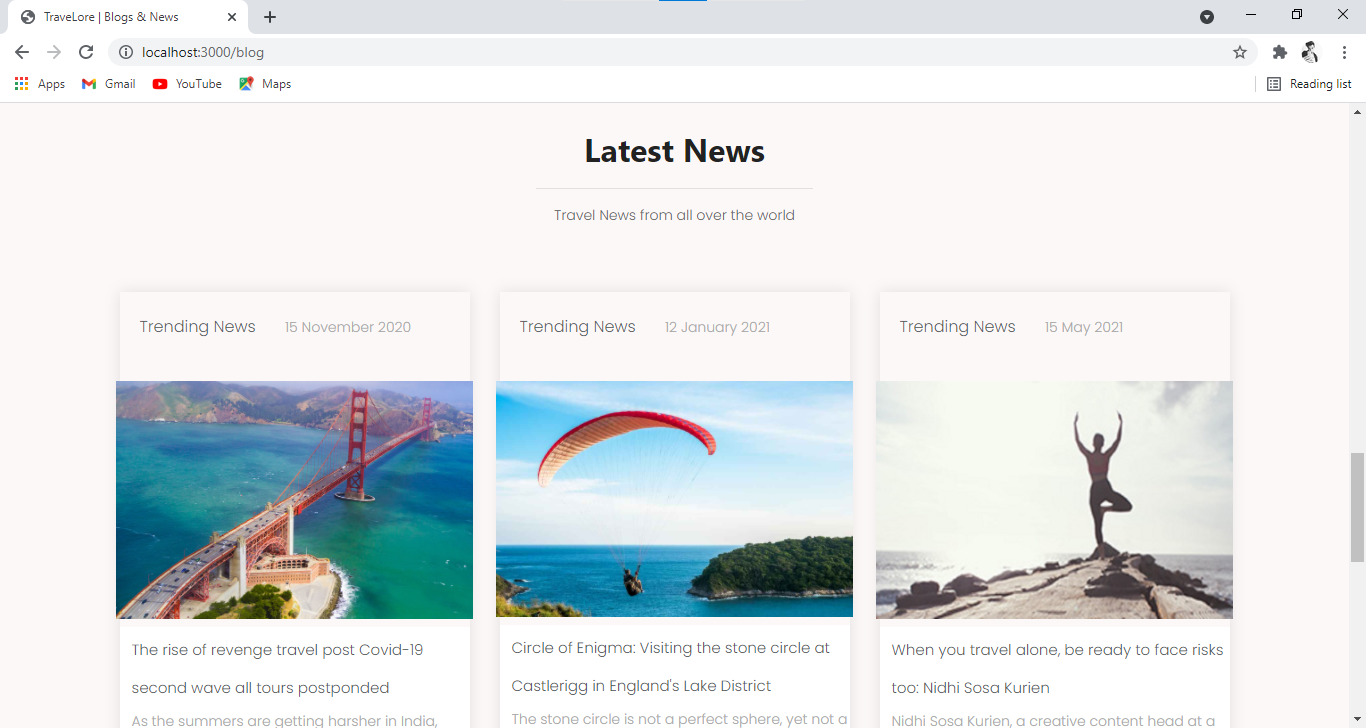 TraveLore | Blogs & News
localhost:3000/blog
Apps Gmail YouTube Maps Reading list
Latest News
Travel News from all over the world
Trending News 15 November 2020
The rise of revenge travel post Covid-19
second wave all tours postponded
As the summers are getting harsher in India,
Trending News 12 January 2021
Circle of Enigma: Visiting the stone circle at
Castlerigg in England's Lake District
The stone circle is not a perfect sphere, yet not a
Trending News 15 May 2021
When you travel alone, be ready to face risks
too: Nidhi Sosa Kurien
Nidhi Sosa Kurien, a creative content head at a